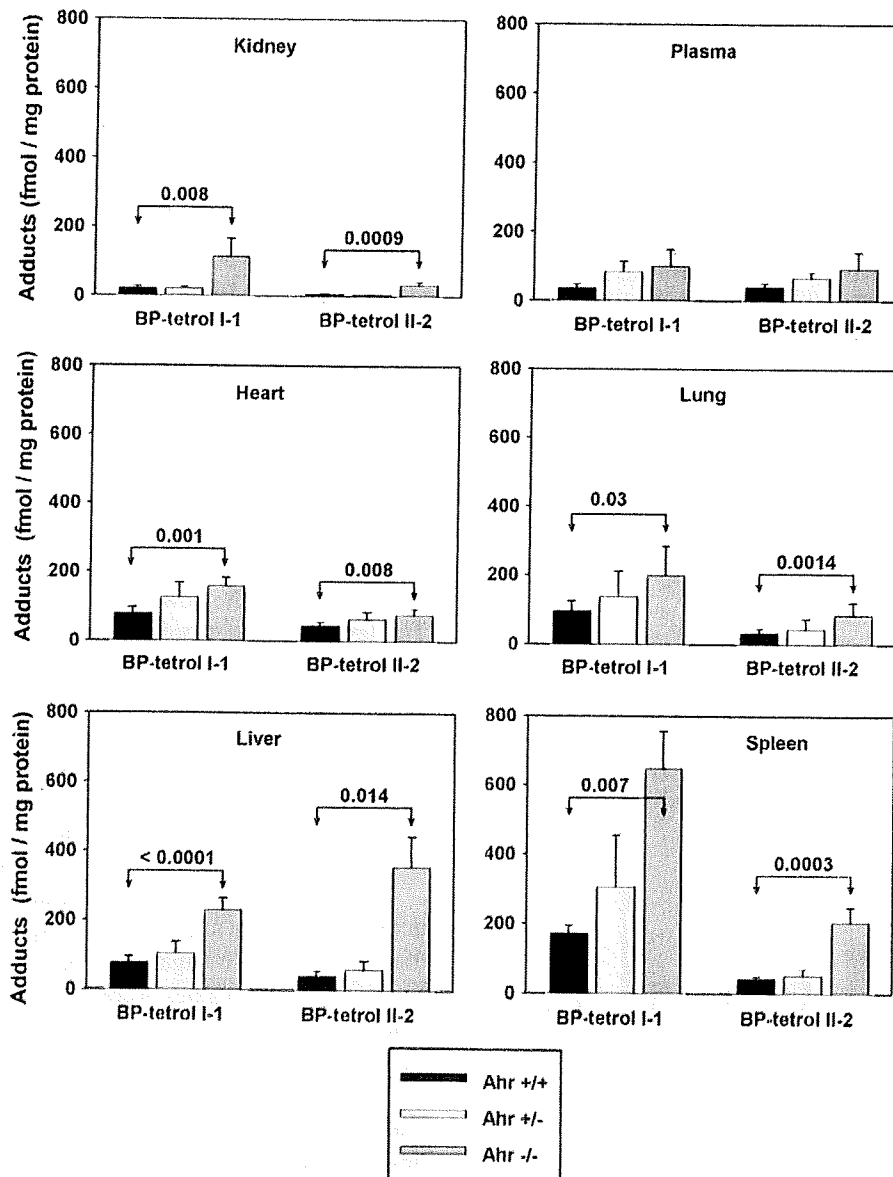 Kidney
Adducts (fmol / mg protein)
800
600
400
200
0
0.008
0.0009
BP-tetrol I-1
BP-tetrol II-2
Plasma
800
600
400
200
0
BP-tetrol I-1
BP-tetrol II-2
Heart
Adducts (fmol / mg protein)
800
600
400
200
0
0.001
0.008
BP-tetrol I-1
BP-tetrol II-2
Lung
800
600
400
200
0
0.03
0.0014
BP-tetrol I-1
BP-tetrol II-2
Liver
Adducts (fmol / mg protein)
800
600
400
200
0
< 0.0001
0.014
BP-tetrol I-1
BP-tetrol II-2
Spleen
800
600
400
200
0
0.007
0.0003
BP-tetrol I-1
BP-tetrol II-2
Ahr +/+
Ahr +/-
Ahr -/-